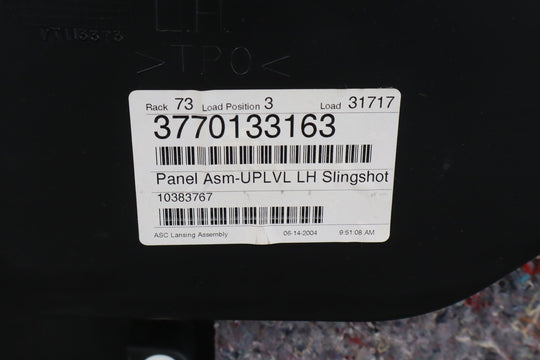 L.H.
YT113373
>TPO<
Rack 73 Load Position 3 Load 31717
3770133163
Panel Asm-UPLVL LH Slingshot
10383767
ASC Lansing Assembly 06-14-2004 9:51:08 AM